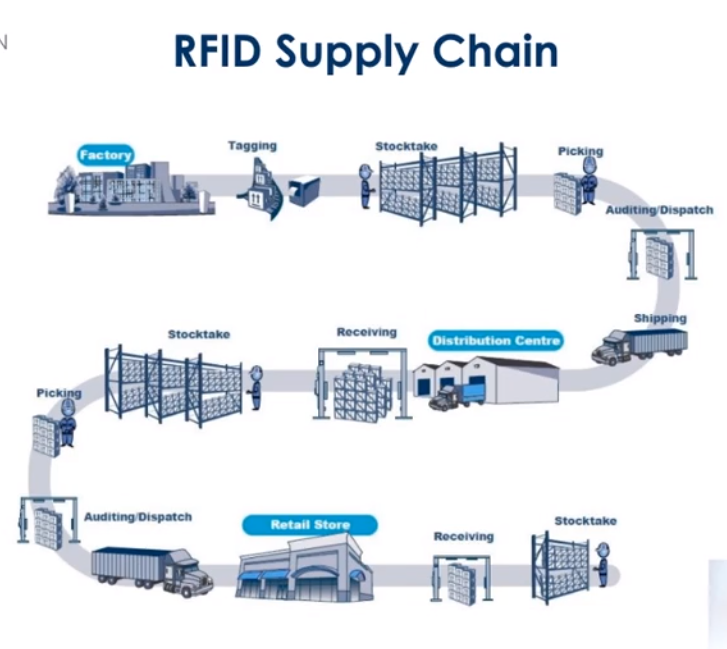 N
RFID Supply Chain
Factory
Tagging
Stocktake
Picking
Auditing/Dispatch
Shipping
Distribution Centre
Receiving
Stocktake
Picking
Auditing/Dispatch
Retail Store
Receiving
Stocktake